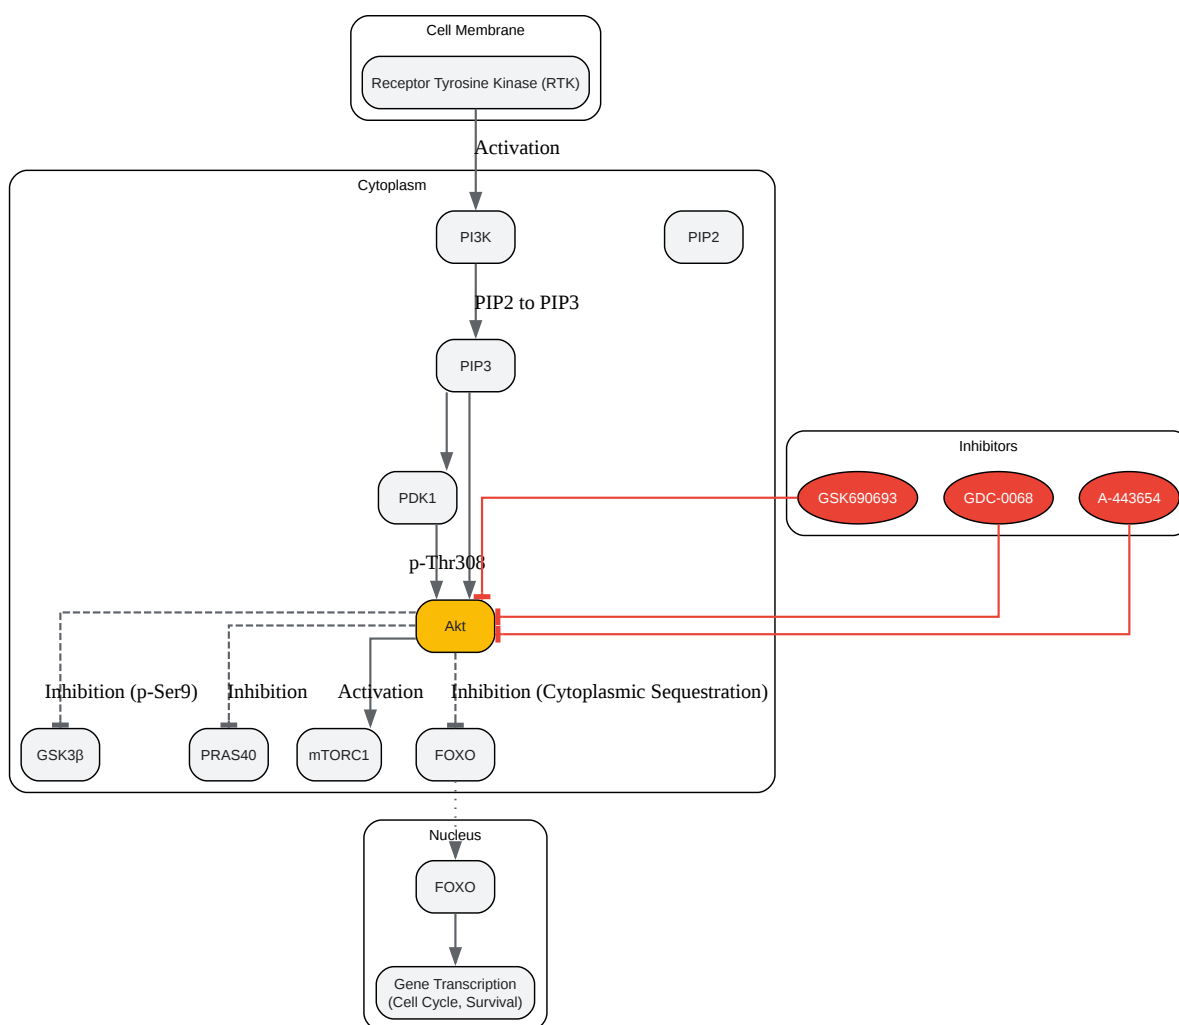 Cell Membrane
Receptor Tyrosine Kinase (RTK)
Activation
Cytoplasm
PI3K
PIP2
PIP2 to PIP3
PIP3
Inhibitors
PDK1
GSK690693
GDC-0068
A-443654
p-Thr308
Akt
Inhibition (p-Ser9)
Inhibition
Activation
Inhibition (Cytoplasmic Sequestration)
GSK3β
PRAS40
mTORC1
FOXO
Nucleus
FOXO
Gene Transcription
(Cell Cycle, Survival)